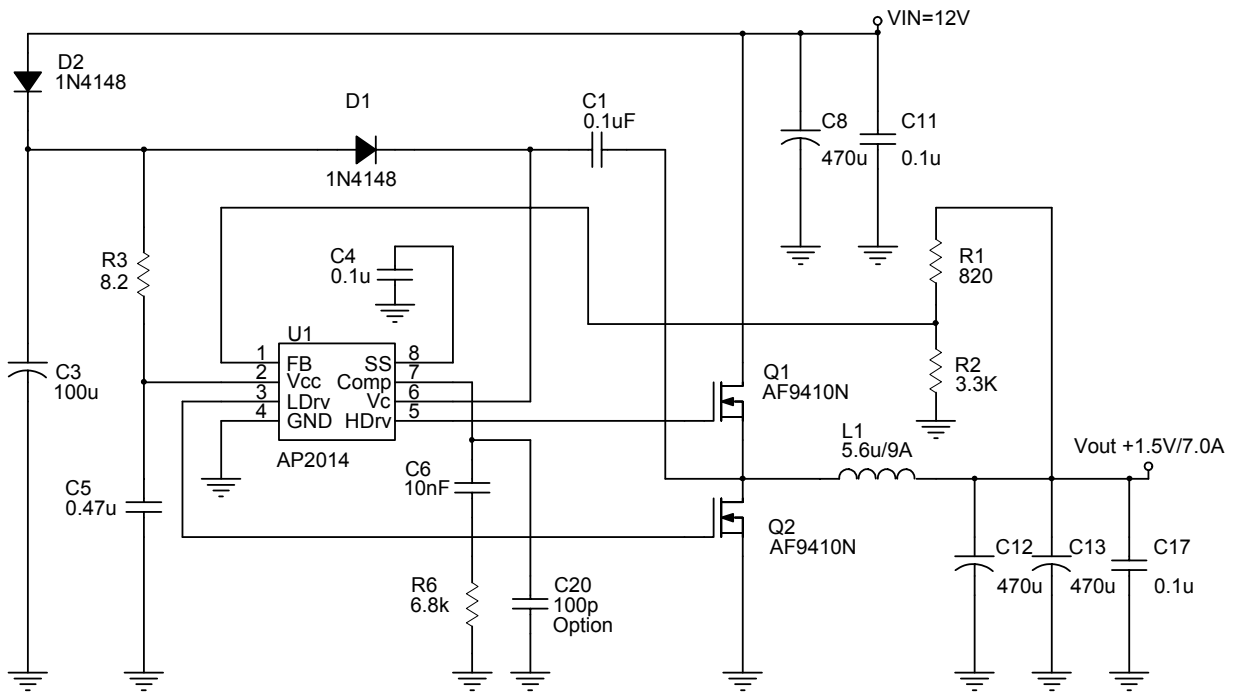 VIN=12V
D2
1N4148
D1
1N4148
C1
0.1uF
C8
470u
C11
0.1u
R3
8.2
C4
0.1u
R1
820
U1
1 FB SS 8
2 Vcc Comp 7
3 LDrv Vc 6
4 GND HDrv 5
AP2014
C3
100u
Q1
AF9410N
R2
3.3K
L1
5.6u/9A
Vout +1.5V/7.0A
C5
0.47u
C6
10nF
Q2
AF9410N
C12
470u
C13
470u
C17
0.1u
R6
6.8k
C20
100p
Option